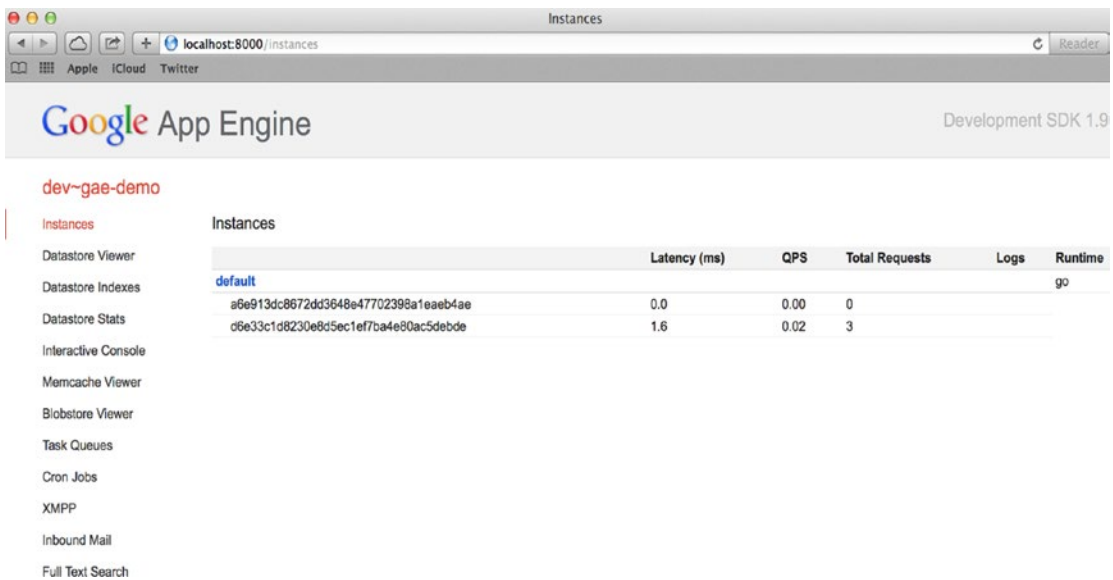 Instances
localhost:8000/instances
Reader
Apple iCloud Twitter
Google App Engine
Development SDK 1.9
dev~gae-demo
Instances
Datastore Viewer
Datastore Indexes
Datastore Stats
Interactive Console
Memcache Viewer
Blobstore Viewer
Task Queues
Cron Jobs
XMPP
Inbound Mail
Full Text Search
Instances
Latency (ms) QPS Total Requests Logs Runtime
default go
a6e913dc8672dd3648e47702398a1eaeb4ae 0.0 0.00 0
d6e33c1d8230e8d5ec1ef7ba4e80ac5debde 1.6 0.02 3